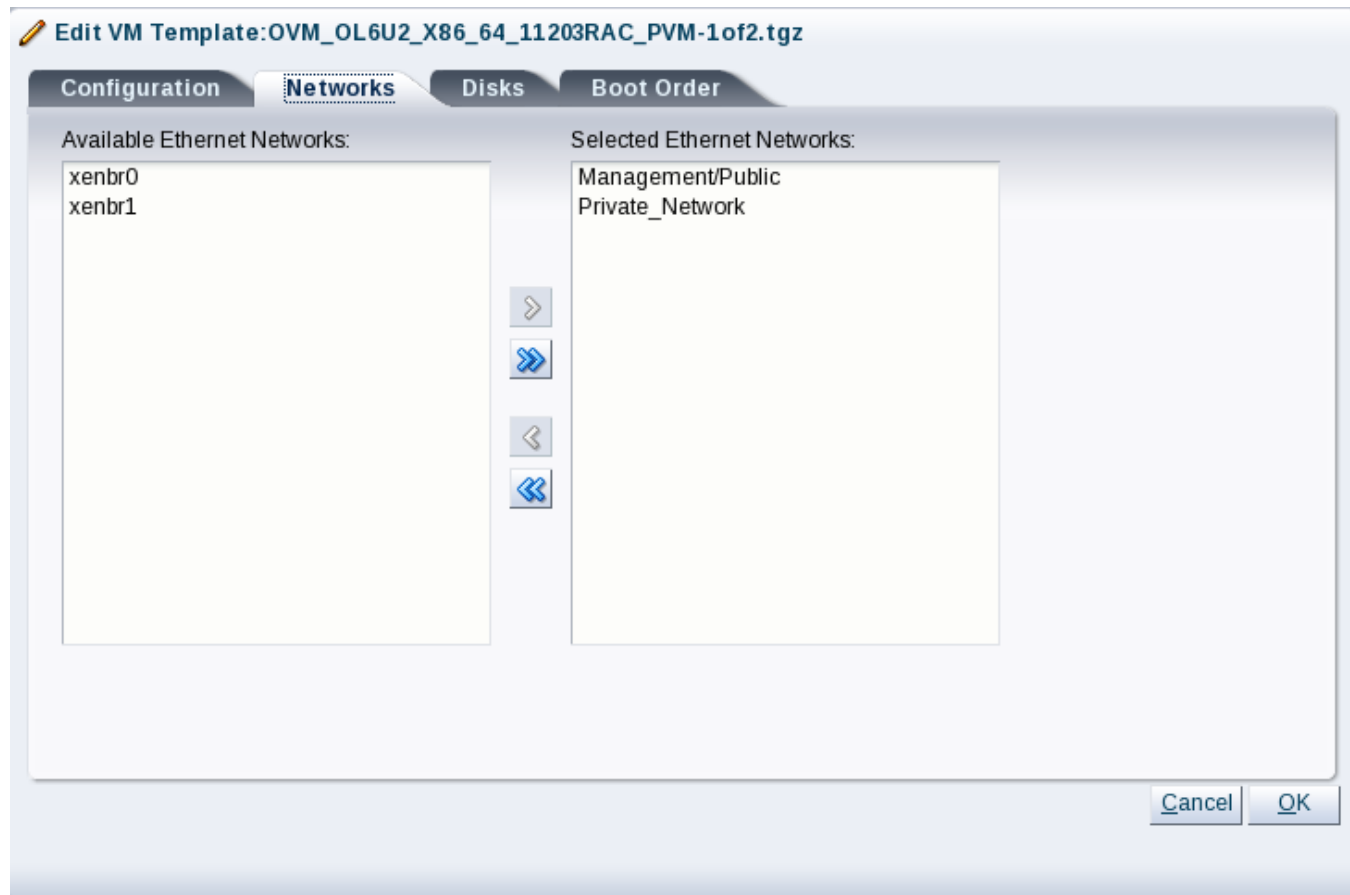 Edit VM Template:OVM_OL6U2_X86_64_11203RAC_PVM-1of2.tgz
Configuration Networks Disks Boot Order
Available Ethernet Networks:
xenbr0
xenbr1
Selected Ethernet Networks:
Management/Public
Private_Network
Cancel OK